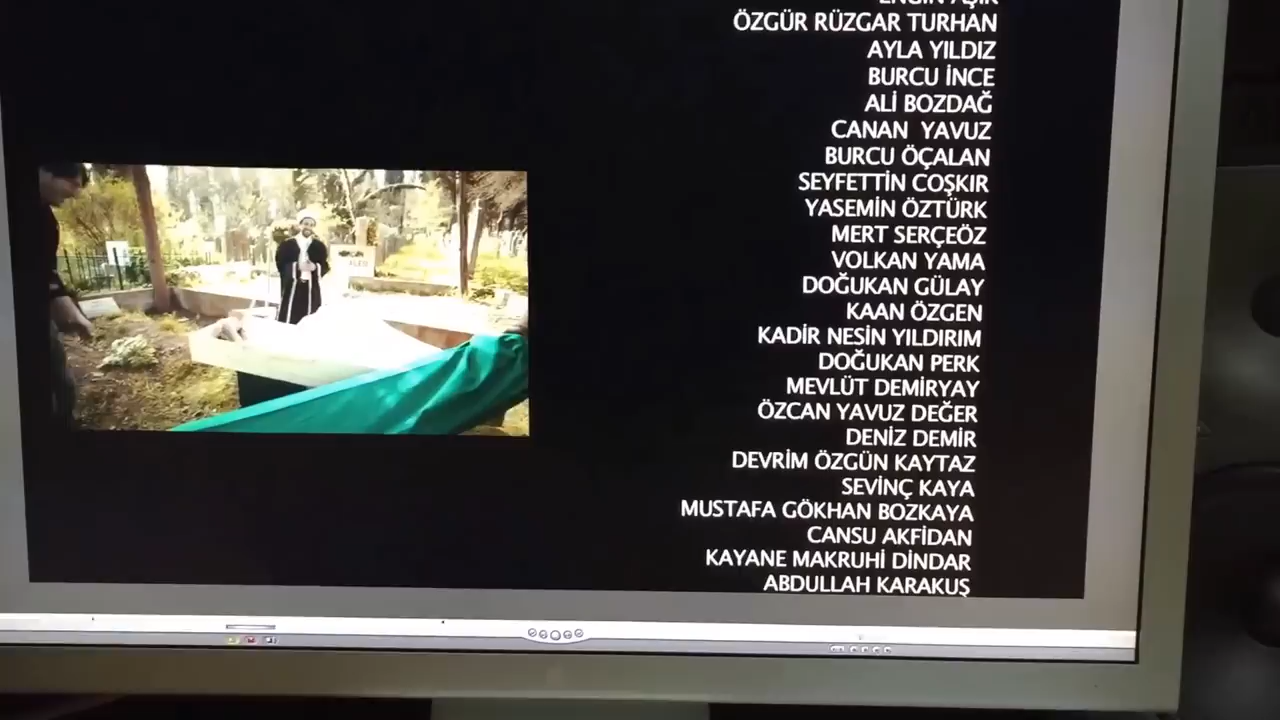 ENGİN AŞIK
ÖZGÜR RÜZGAR TURHAN
AYLA YILDIZ
BURCU İNCE
ALİ BOZDAĞ
CANAN YAVUZ
BURCU ÖÇALAN
SEYFETTİN COŞKIR
YASEMİN ÖZTÜRK
MERT SERÇEÖZ
VOLKAN YAMA
DOĞUKAN GÜLAY
KAAN ÖZGEN
KADİR NESİN YILDIRIM
DOĞUKAN PERK
MEVLÜT DEMİRYAY
ÖZCAN YAVUZ DEĞER
DENİZ DEMİR
DEVRİM ÖZGÜN KAYTAZ
SEVİNÇ KAYA
MUSTAFA GÖKHAN BOZKAYA
CANSU AKFİDAN
KAYANE MAKRUHİ DİNDAR
ABDULLAH KARAKUŞ